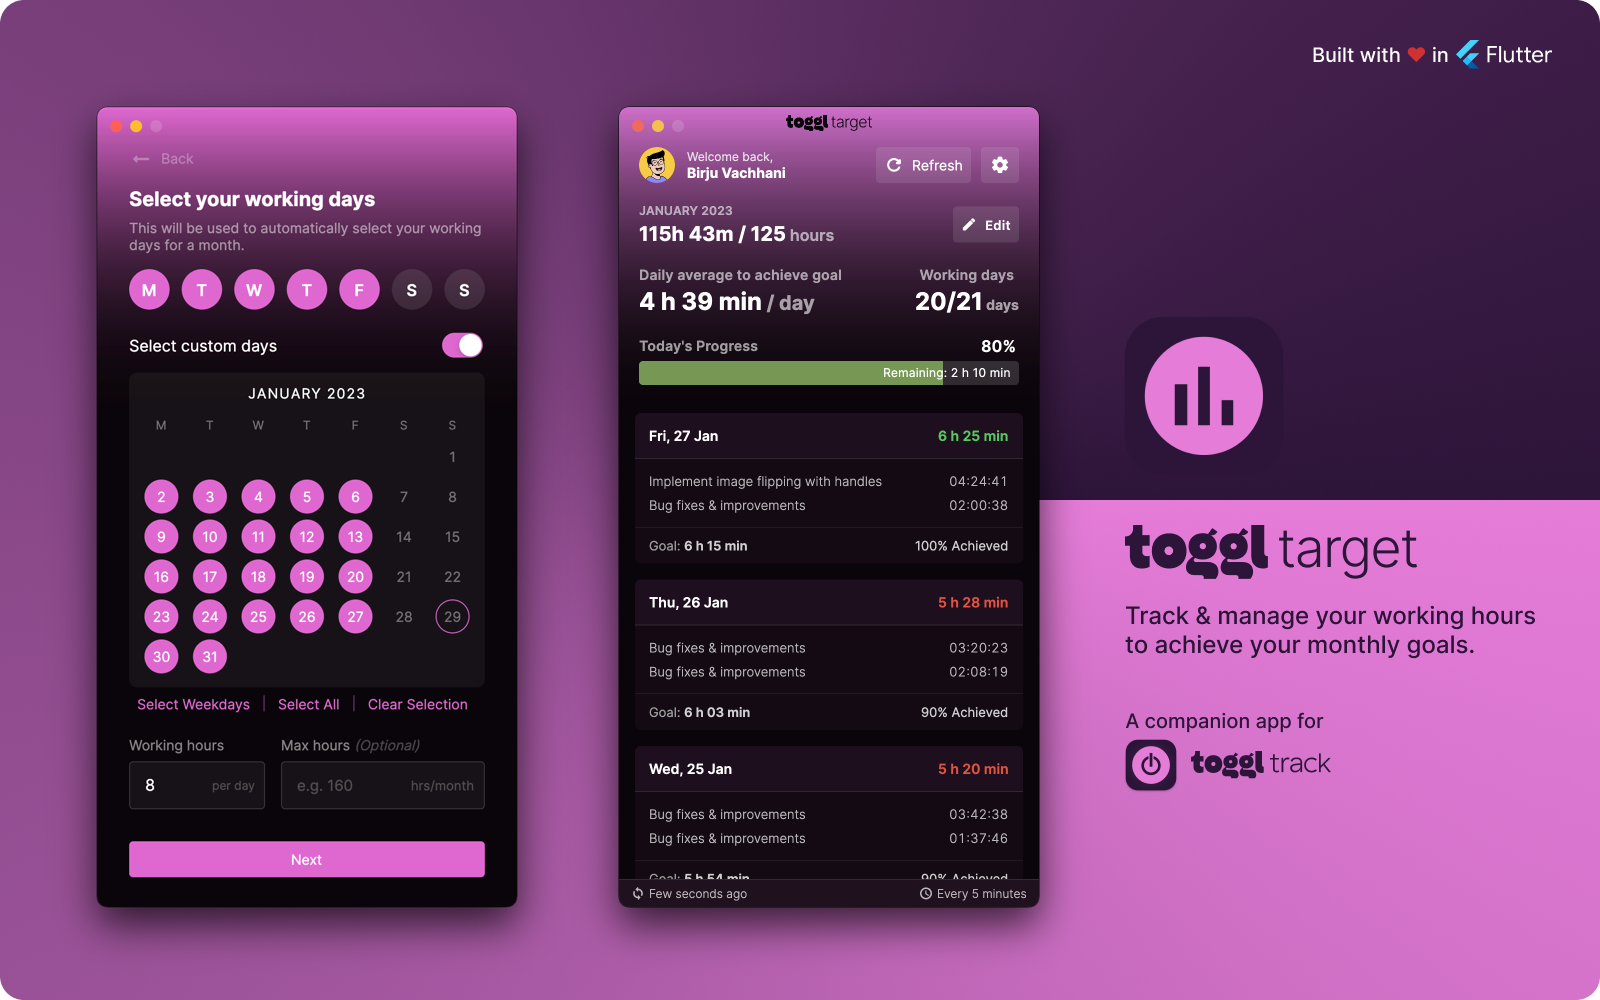 Built with ❤ in Flutter
Back
Select your working days
This will be used to automatically select your working
days for a month.
M T W T F S S
Select custom days
JANUARY 2023
M T W T F S S
1
2 3 4 5 6 7 8
9 10 11 12 13 14 15
16 17 18 19 20 21 22
23 24 25 26 27 28 29
30 31
Select Weekdays | Select All | Clear Selection
Working hours
8 per day
Max hours (Optional)
e.g. 160 hrs/month
Next
toggl target
Welcome back,
Birju Vachhani
Refresh
JANUARY 2023
115h 43m / 125 hours
Edit
Daily average to achieve goal
4 h 39 min / day
Working days
20/21 days
Today's Progress 80%
Remaining: 2 h 10 min
Fri, 27 Jan 6 h 25 min
Implement image flipping with handles 04:24:41
Bug fixes & improvements 02:00:38
Goal: 6 h 15 min 100% Achieved
Thu, 26 Jan 5 h 28 min
Bug fixes & improvements 03:20:23
Bug fixes & improvements 02:08:19
Goal: 6 h 03 min 90% Achieved
Wed, 25 Jan 5 h 20 min
Bug fixes & improvements 03:42:38
Bug fixes & improvements 01:37:46
Goal: 5 h 54 min 90% Achieved
Few seconds ago Every 5 minutes
toggl target
Track & manage your working hours
to achieve your monthly goals.
A companion app for
toggl track